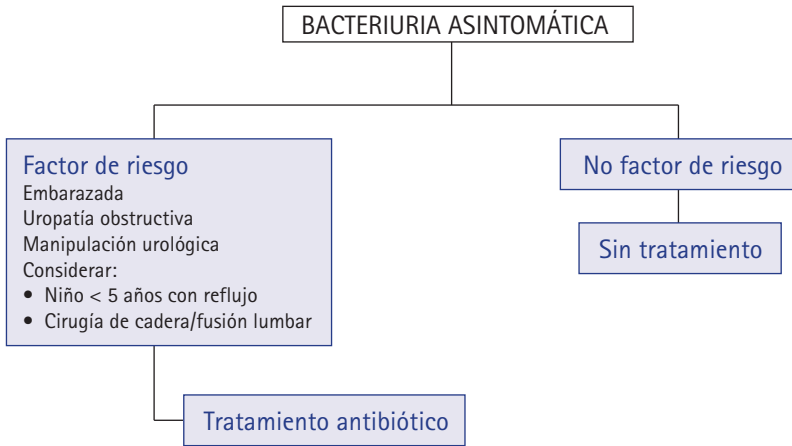 BACTERIURIA ASINTOMÁTICA
Factor de riesgo
Embarazada
Uropatía obstructiva
Manipulación urológica
Considerar:
• Niño < 5 años con reflujo
• Cirugía de cadera/fusión lumbar
No factor de riesgo
Sin tratamiento
Tratamiento antibiótico